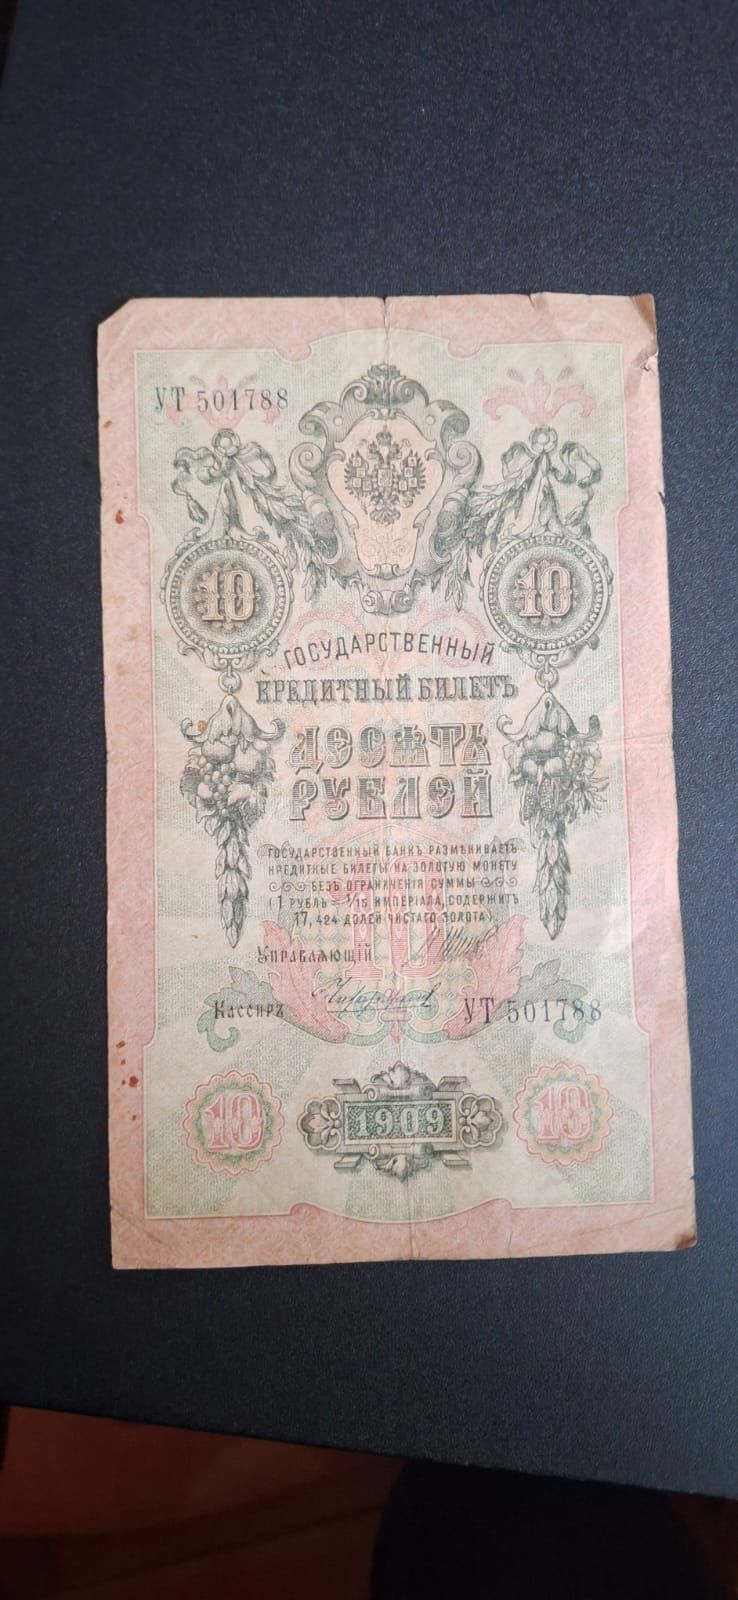 УТ 501788
10 10
ГОСУДАРСТВЕННЫЙ
КРЕДИТНЫЙ БИЛЕТЪ
ДЕСЯТЬ
РУБЛЕЙ
ГОСУДАРСТВЕННЫЙ БАНКЪ РАЗМѢНИВАЕТЪ
КРЕДИТНЫЕ БИЛЕТЫ НА ЗОЛОТУЮ МОНЕТУ
БЕЗЪ ОГРАНИЧЕНІЯ СУММЫ
(1 РУБЛЬ = 1/15 ИМПЕРІАЛА, СОДЕРЖИТЪ
17,424 ДОЛЕЙ ЧИСТАГО ЗОЛОТА)
10
Управляющій
Кассиръ
УТ 501788
10 1909 10